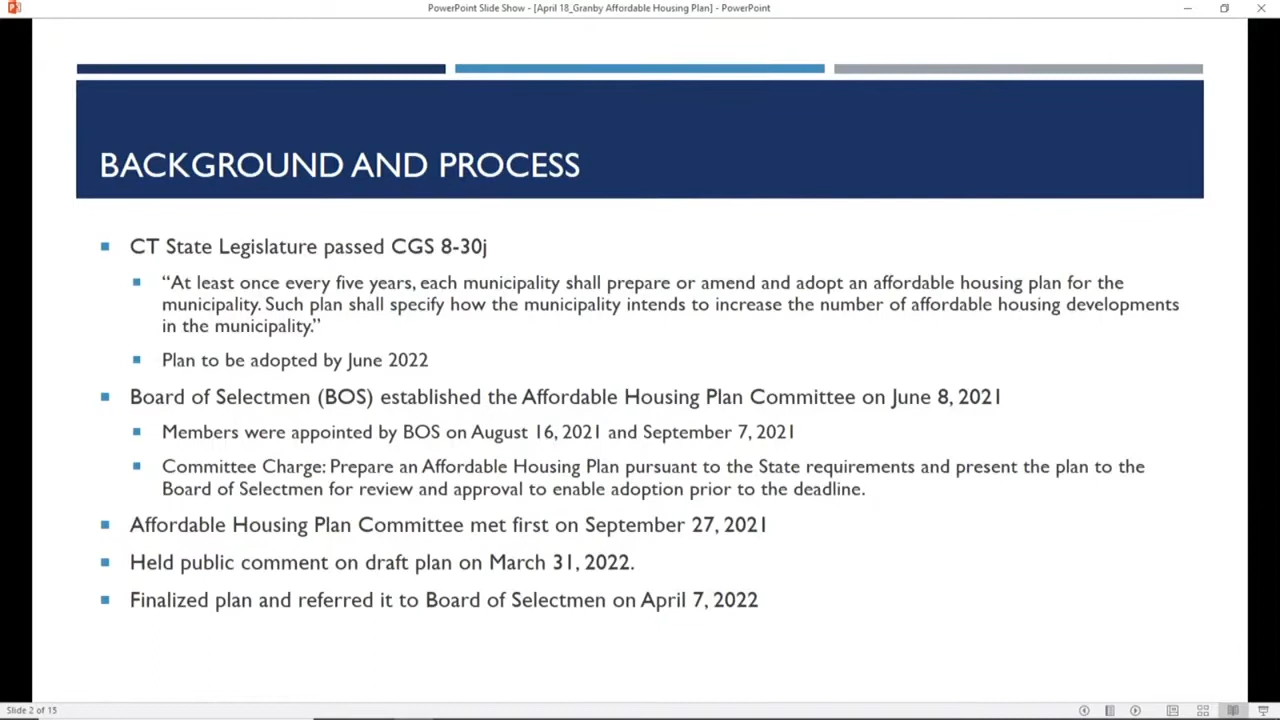 PowerPoint Slide Show - [April 18_Granby Affordable Housing Plan] - PowerPoint
BACKGROUND AND PROCESS
CT State Legislature passed CGS 8-30j
“At least once every five years, each municipality shall prepare or amend and adopt an affordable housing plan for the
municipality. Such plan shall specify how the municipality intends to increase the number of affordable housing developments
in the municipality.”
Plan to be adopted by June 2022
Board of Selectmen (BOS) established the Affordable Housing Plan Committee on June 8, 2021
Members were appointed by BOS on August 16, 2021 and September 7, 2021
Committee Charge: Prepare an Affordable Housing Plan pursuant to the State requirements and present the plan to the
Board of Selectmen for review and approval to enable adoption prior to the deadline.
Affordable Housing Plan Committee met first on September 27, 2021
Held public comment on draft plan on March 31, 2022.
Finalized plan and referred it to Board of Selectmen on April 7, 2022
Slide 2 of 15